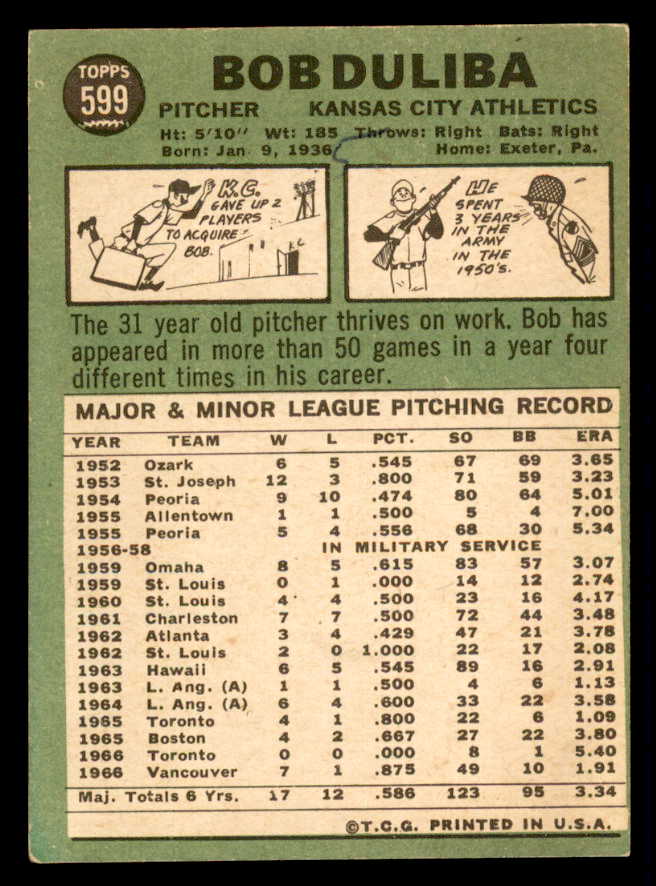 TOPPS
599
BOB DULIBA
PITCHER KANSAS CITY ATHLETICS
Ht: 5'10" Wt: 185 Throws: Right Bats: Right
Born: Jan 9, 1936 Home: Exeter, Pa.
K.C.
GAVE UP 2
PLAYERS
TO ACQUIRE
BOB.
K C
HE
SPENT
3 YEARS
IN THE
ARMY
IN THE
1950'S.
The 31 year old pitcher thrives on work. Bob has
appeared in more than 50 games in a year four
different times in his career.
MAJOR & MINOR LEAGUE PITCHING RECORD
YEAR TEAM W L PCT. SO BB ERA
1952 Ozark 6 5 .545 67 69 3.65
1953 St. Joseph 12 3 .800 71 59 3.23
1954 Peoria 9 10 .474 80 64 5.01
1955 Allentown 1 1 .500 5 4 7.00
1955 Peoria 5 4 .556 68 30 5.34
1956-58 IN MILITARY SERVICE
1959 Omaha 8 5 .615 83 57 3.07
1959 St. Louis 0 1 .000 14 12 2.74
1960 St. Louis 4 4 .500 23 16 4.17
1961 Charleston 7 7 .500 72 44 3.48
1962 Atlanta 3 4 .429 47 21 3.78
1962 St. Louis 2 0 1.000 22 17 2.08
1963 Hawaii 6 5 .545 89 16 2.91
1963 L. Ang. (A) 1 1 .500 4 6 1.13
1964 L. Ang. (A) 6 4 .600 33 22 3.58
1965 Toronto 4 1 .800 22 6 1.09
1965 Boston 4 2 .667 27 22 3.80
1966 Toronto 0 0 .000 8 1 5.40
1966 Vancouver 7 1 .875 49 10 1.91
Maj. Totals 6 Yrs. 17 12 .586 123 95 3.34
©T.C.G. PRINTED IN U.S.A.